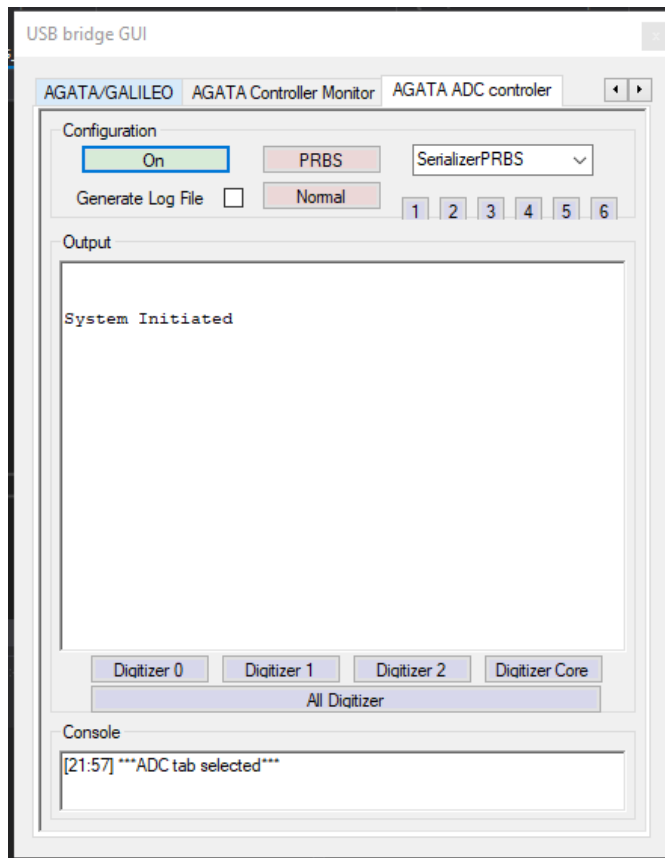 USB bridge GUI
AGATA/GALILEO AGATA Controller Monitor AGATA ADC controler
Configuration
On PRBS SerializerPRBS
Generate Log File Normal 1 2 3 4 5 6
Output
System Initiated
Digitizer 0 Digitizer 1 Digitizer 2 Digitizer Core
All Digitizer
Console
[21:57] ***ADC tab selected***